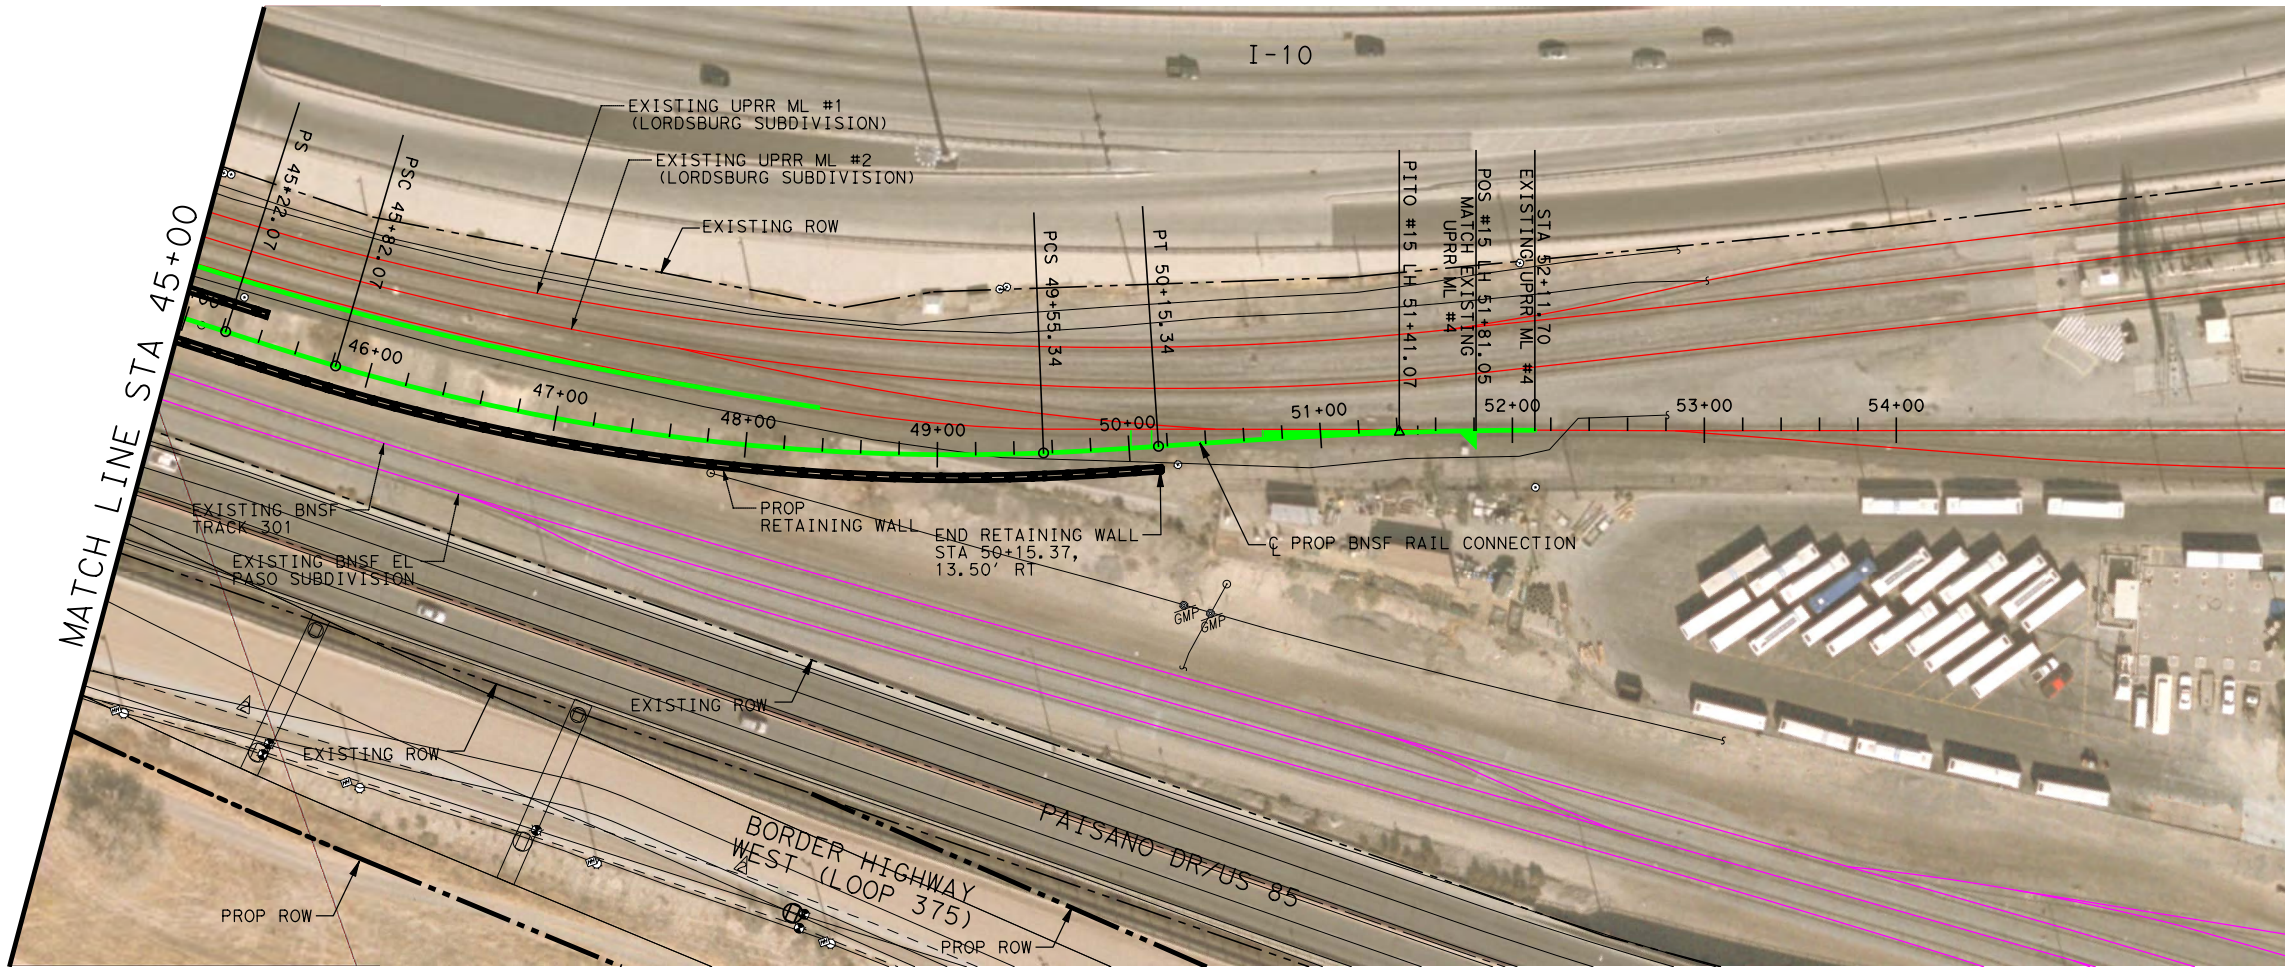 I-10
EXISTING UPRR ML #1
(LORDSBURG SUBDIVISION)
EXISTING UPRR ML #2
(LORDSBURG SUBDIVISION)
EXISTING ROW
PS 45+22.07
PSC 45+82.07
PCS 49+55.34
PT 50+15.34
PITO #15 LH 51+41.07
POS #15 LH 51+81.05
MATCH EXISTING
UPRR ML
#4
STA 52+11.70
EXISTING UPRR ML #4
MATCH LINE STA 45+00
46+00
47+00
48+00
49+00
50+00
51+00
52+00
53+00
54+00
EXISTING BNSF
TRACK 301
EXISTING BNSF EL
PASO SUBDIVISION
PROP
RETAINING WALL
END RETAINING WALL
STA 50+15.37,
13.50' RT
℄ PROP BNSF RAIL CONNECTION
GMP
GMP
EXISTING ROW
EXISTING ROW
PROP ROW
BORDER HIGHWAY
WEST (LOOP 375)
PAISANO DR/US 85
PROP ROW